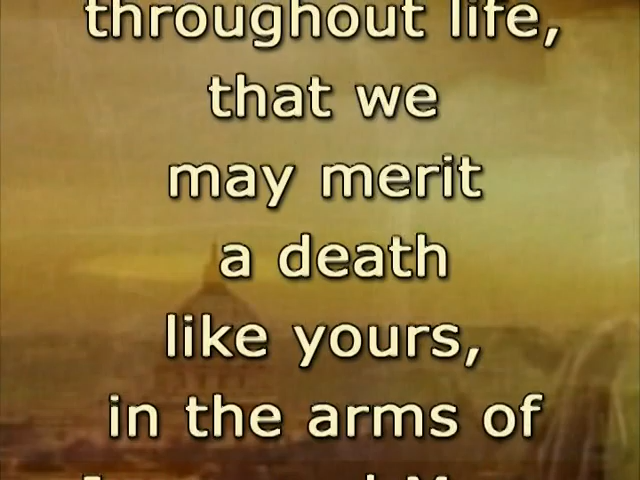 throughout life,
that we
may merit
a death
like yours,
in the arms of